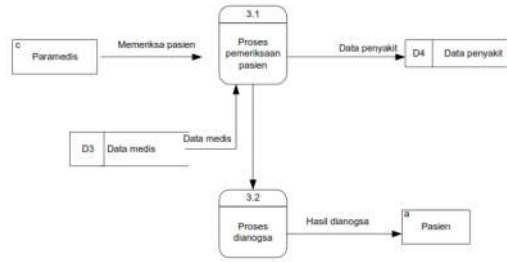 3.1
c
Paramedis
Memeriksa pasien
Proses
pemeriksaan
pasien
Data penyakit
D4
Data penyakit
D3
Data medis
Data medis
3.2
Proses
dianogsa
Hasil dianogsa
a
Pasien